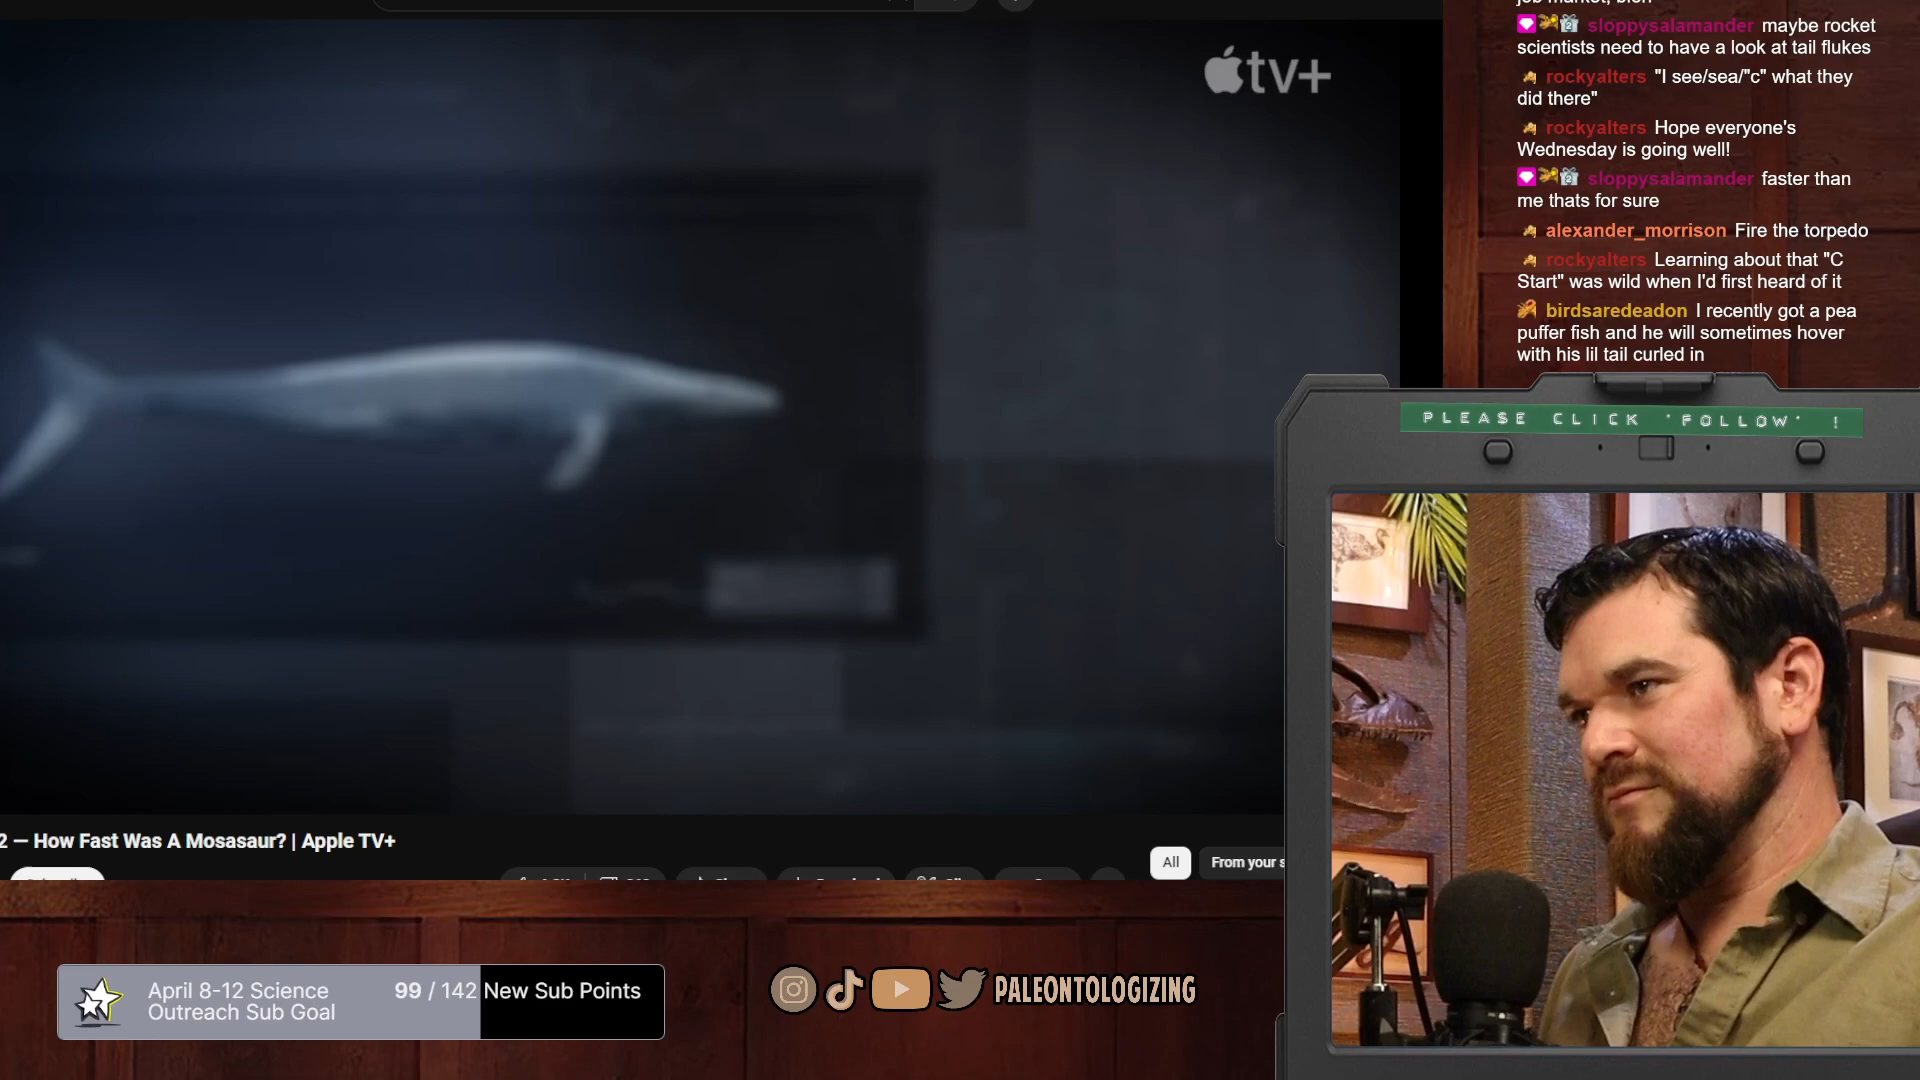 tv+
sloppysalamander maybe rocket
scientists need to have a look at tail flukes
rockyalters "I see/sea/"c" what they
did there"
rockyalters Hope everyone's
Wednesday is going well!
sloppysalamander faster than
me thats for sure
alexander_morrison Fire the torpedo
rockyalters Learning about that "C
Start" was wild when I'd first heard of it
birdsaredeadon I recently got a pea
puffer fish and he will sometimes hover
with his lil tail curled in
PLEASE CLICK 'FOLLOW' !
2 — How Fast Was A Mosasaur? | Apple TV+
All
From your s
April 8-12 Science
Outreach Sub Goal
99 / 142 New Sub Points
PALEONTOLOGIZING